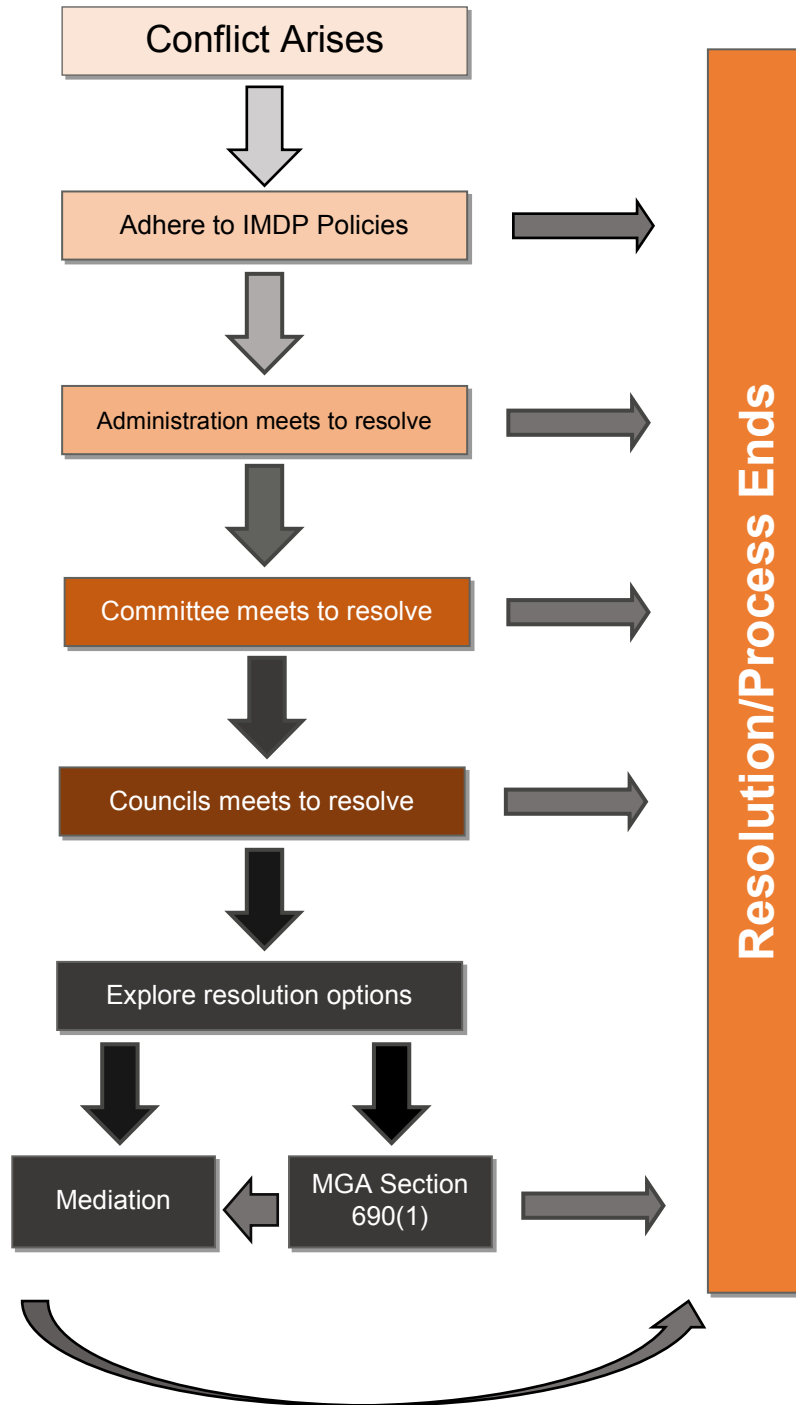 Conflict Arises
Adhere to IMDP Policies
Administration meets to resolve
Committee meets to resolve
Councils meets to resolve
Explore resolution options
Mediation
MGA Section
690(1)
Resolution/Process Ends